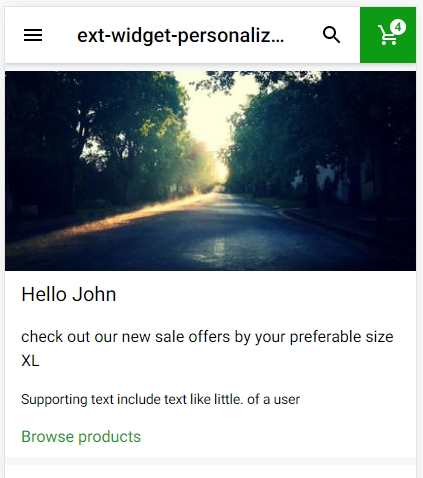 ext-widget-personaliz...
4
Hello John
check out our new sale offers by your preferable size
XL
Supporting text include text like little. of a user
Browse products